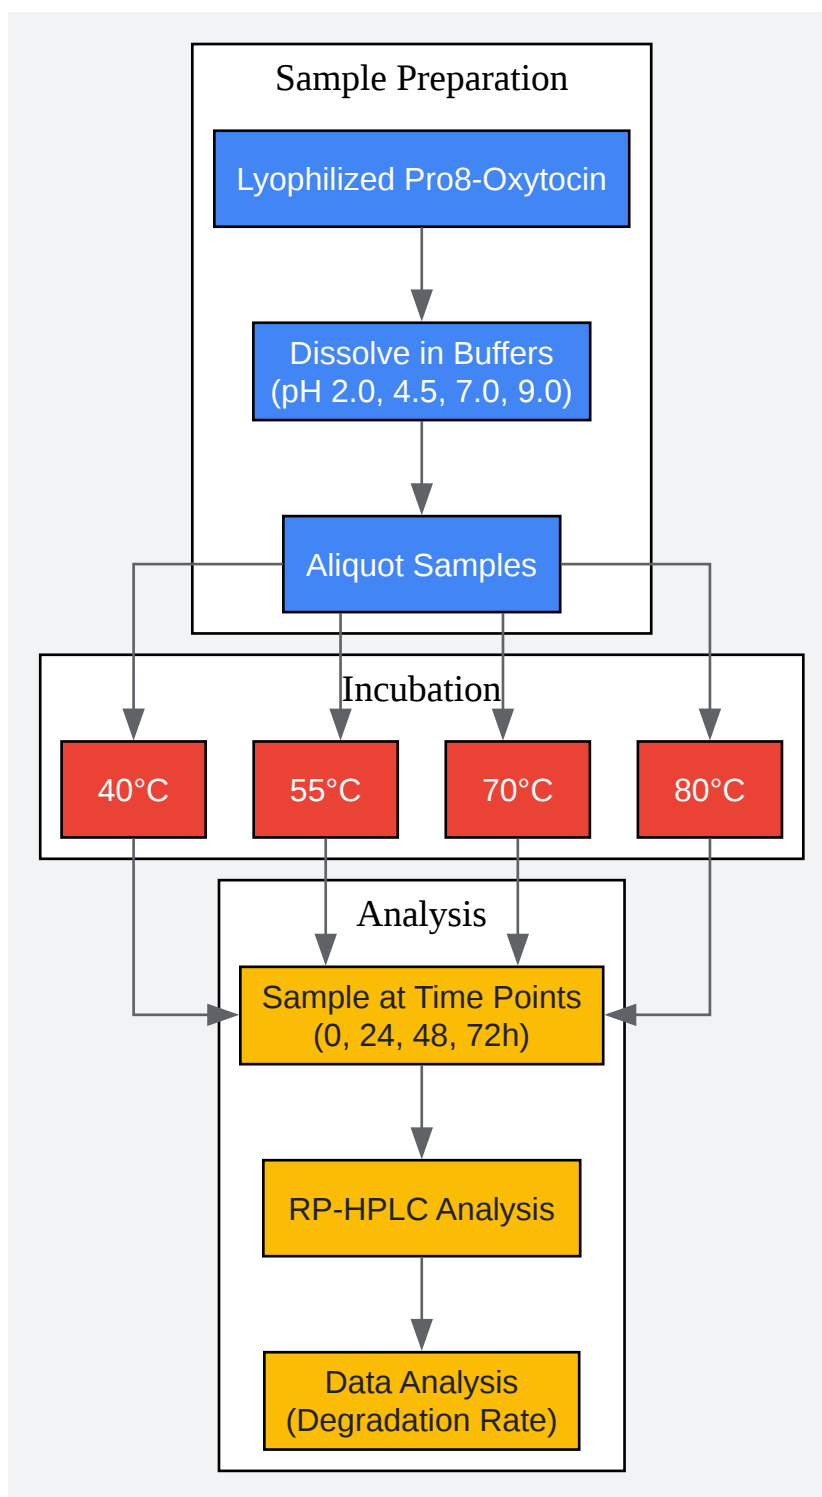 Sample Preparation
Lyophilized Pro8-Oxytocin
Dissolve in Buffers
(pH 2.0, 4.5, 7.0, 9.0)
Aliquot Samples
Incubation
40°C
55°C
70°C
80°C
Analysis
Sample at Time Points
(0, 24, 48, 72h)
RP-HPLC Analysis
Data Analysis
(Degradation Rate)